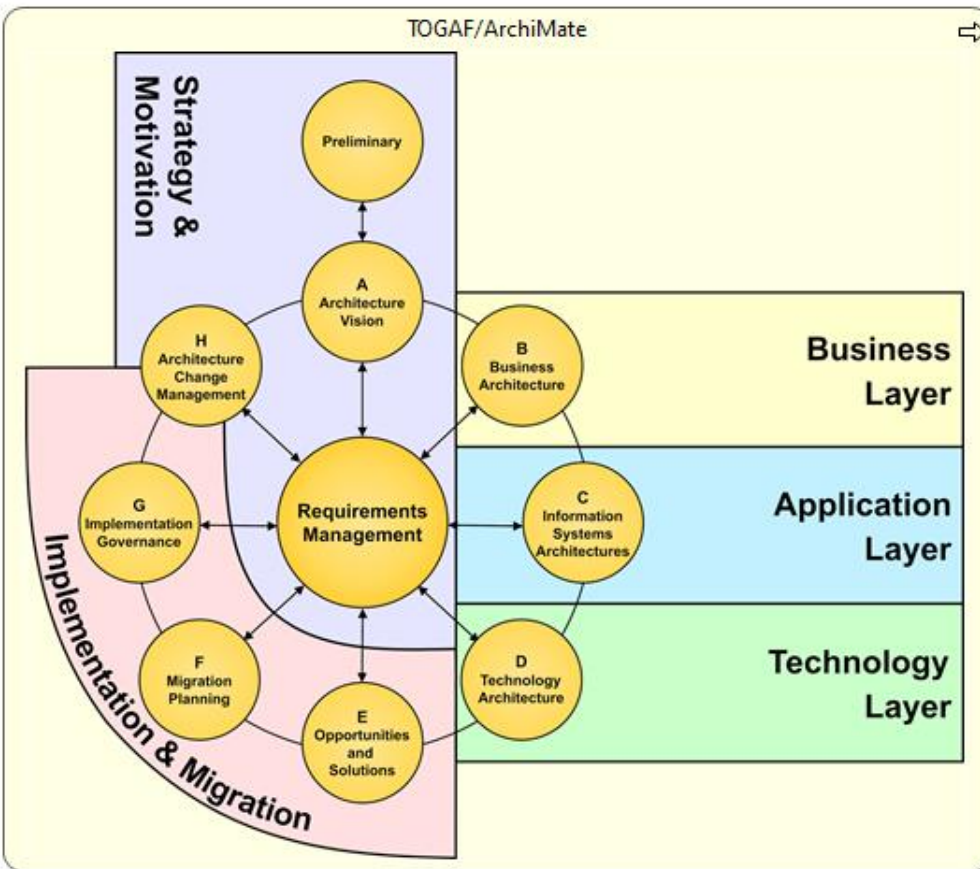 TOGAF/ArchiMate
Strategy &
Motivation
Preliminary
A
Architecture
Vision
H
Architecture
Change
Management
B
Business
Architecture
Business
Layer
G
Implementation
Governance
Requirements
Management
C
Information
Systems
Architectures
Application
Layer
F
Migration
Planning
E
Opportunities
and
Solutions
D
Technology
Architecture
Technology
Layer
Implementation & Migration